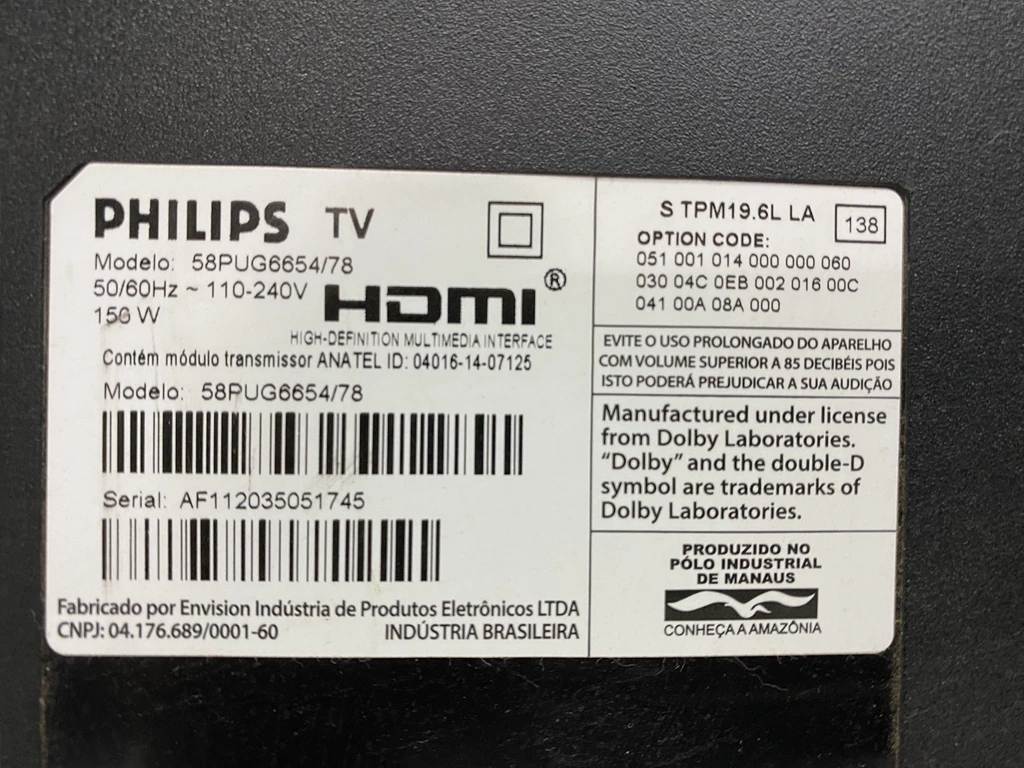 PHILIPS TV
Modelo: 58PUG6654/78
50/60Hz ~ 110-240V
156 W
HDMI®
HIGH-DEFINITION MULTIMEDIA INTERFACE
Contém módulo transmissor ANATEL ID: 04016-14-07125
Modelo: 58PUG6654/78
Serial: AF112035051745
Fabricado por Envision Indústria de Produtos Eletrônicos LTDA
CNPJ: 04.176.689/0001-60 INDÚSTRIA BRASILEIRA
S TPM19.6L LA 138
OPTION CODE:
051 001 014 000 000 060
030 04C 0EB 002 016 00C
041 00A 08A 000
EVITE O USO PROLONGADO DO APARELHO
COM VOLUME SUPERIOR A 85 DECIBÉIS POIS
ISTO PODERÁ PREJUDICAR A SUA AUDIÇÃO
Manufactured under license
from Dolby Laboratories.
“Dolby” and the double-D
symbol are trademarks of
Dolby Laboratories.
PRODUZIDO NO
PÓLO INDUSTRIAL
DE MANAUS
CONHEÇA A AMAZÔNIA